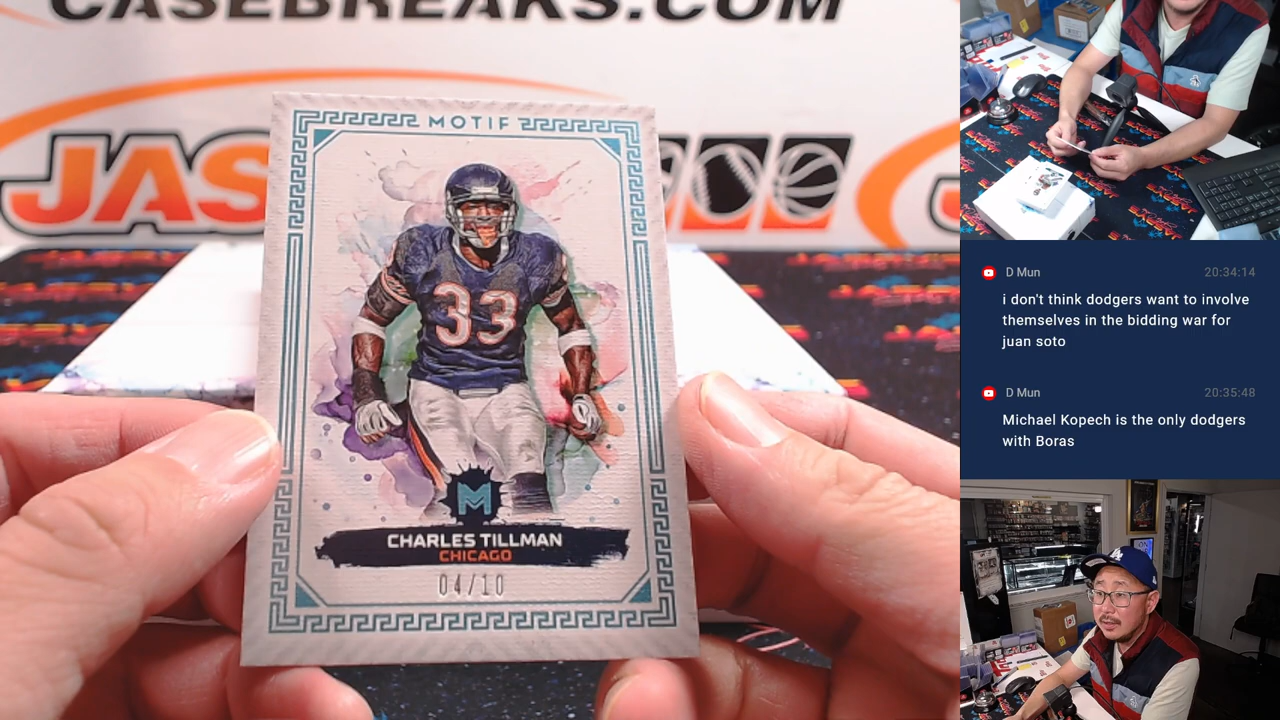 CASEBREAKS.COM
JAS
MOTIF
33
M
CHARLES TILLMAN
CHICAGO
04/10
D Mun 20:34:14
i don't think dodgers want to involve
themselves in the bidding war for
juan soto
D Mun 20:35:48
Michael Kopech is the only dodgers
with Boras
LA